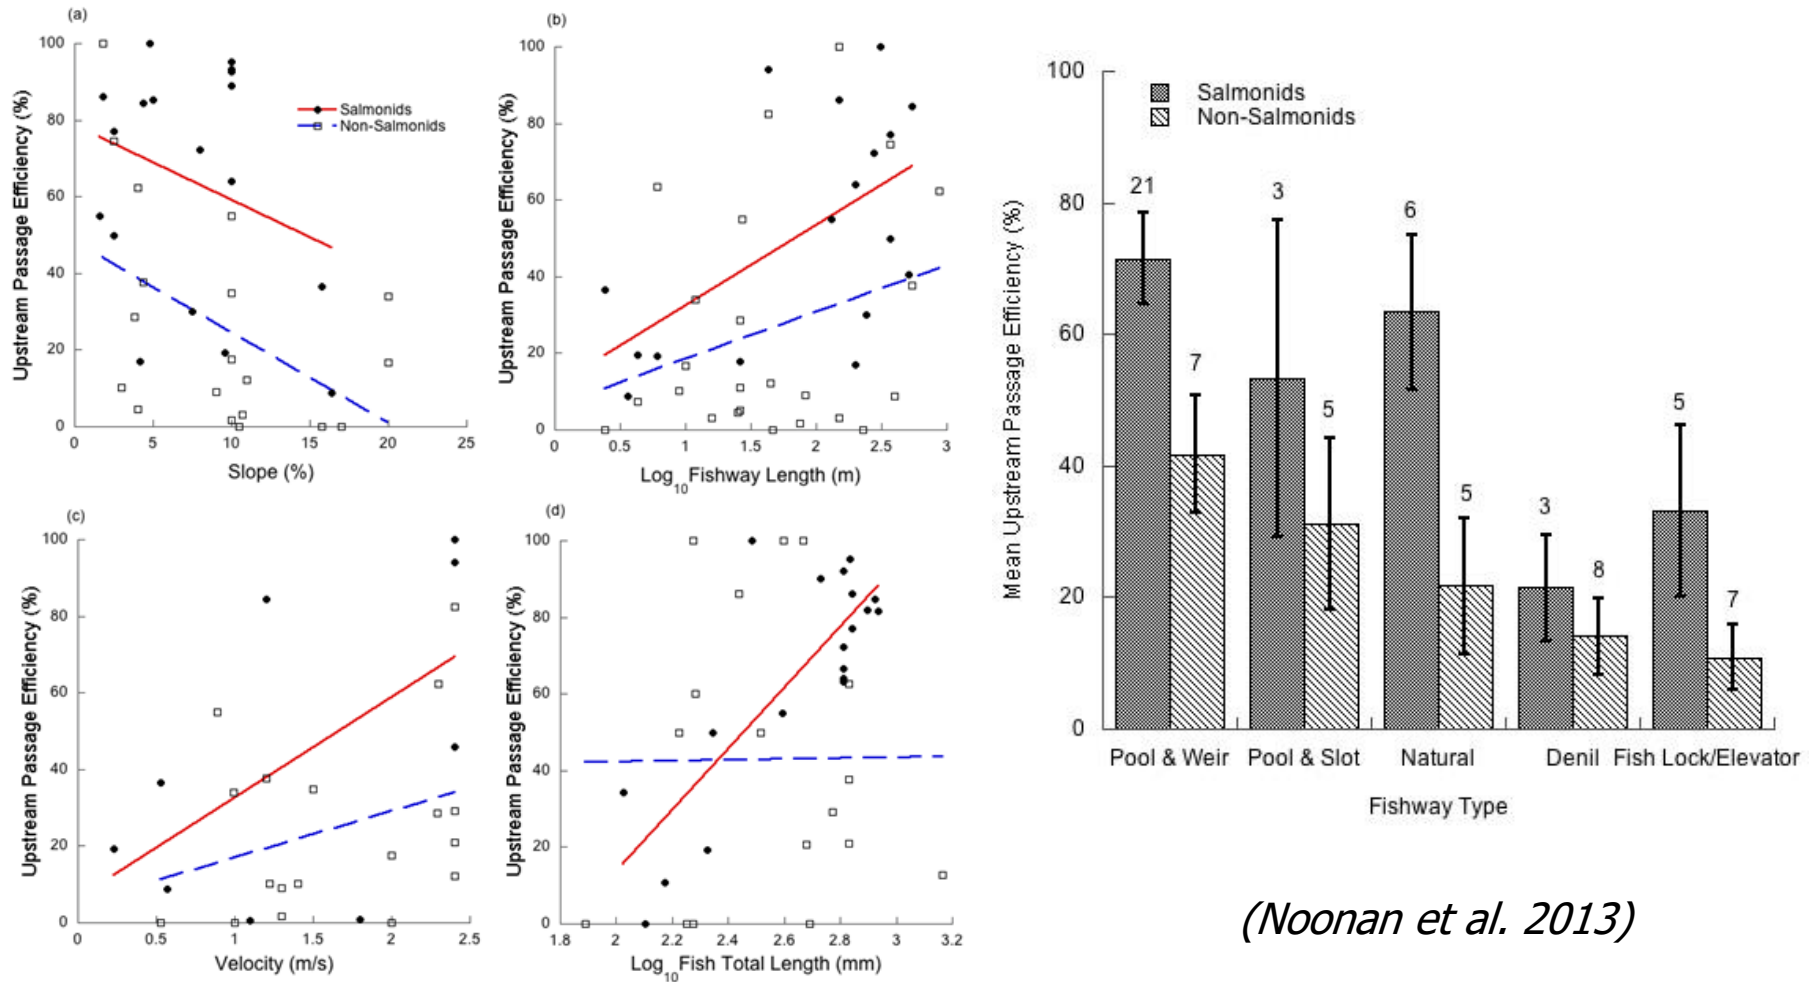 (a)
100
80
60
40
20
0
Upstream Passage Efficiency (%)
Salmonids
Non-Salmonids
0 5 10 15 20 25
Slope (%)
(b)
100
80
60
40
20
0
Upstream Passage Efficiency (%)
0.5 1 1.5 2 2.5 3
Log10 Fishway Length (m)
(c)
100
80
60
40
20
0
Upstream Passage Efficiency (%)
0 0.5 1 1.5 2 2.5
Velocity (m/s)
(d)
100
80
60
40
20
0
Upstream Passage Efficiency (%)
1.8 2 2.2 2.4 2.6 2.8 3 3.2
Log10 Fish Total Length (mm)
100
80
60
40
20
0
Mean Upstream Passage Efficiency (%)
Salmonids
Non-Salmonids
21 7 3 5 6 5 3 8 5 7
Pool & Weir Pool & Slot Natural Denil Fish Lock/Elevator
Fishway Type
(Noonan et al. 2013)